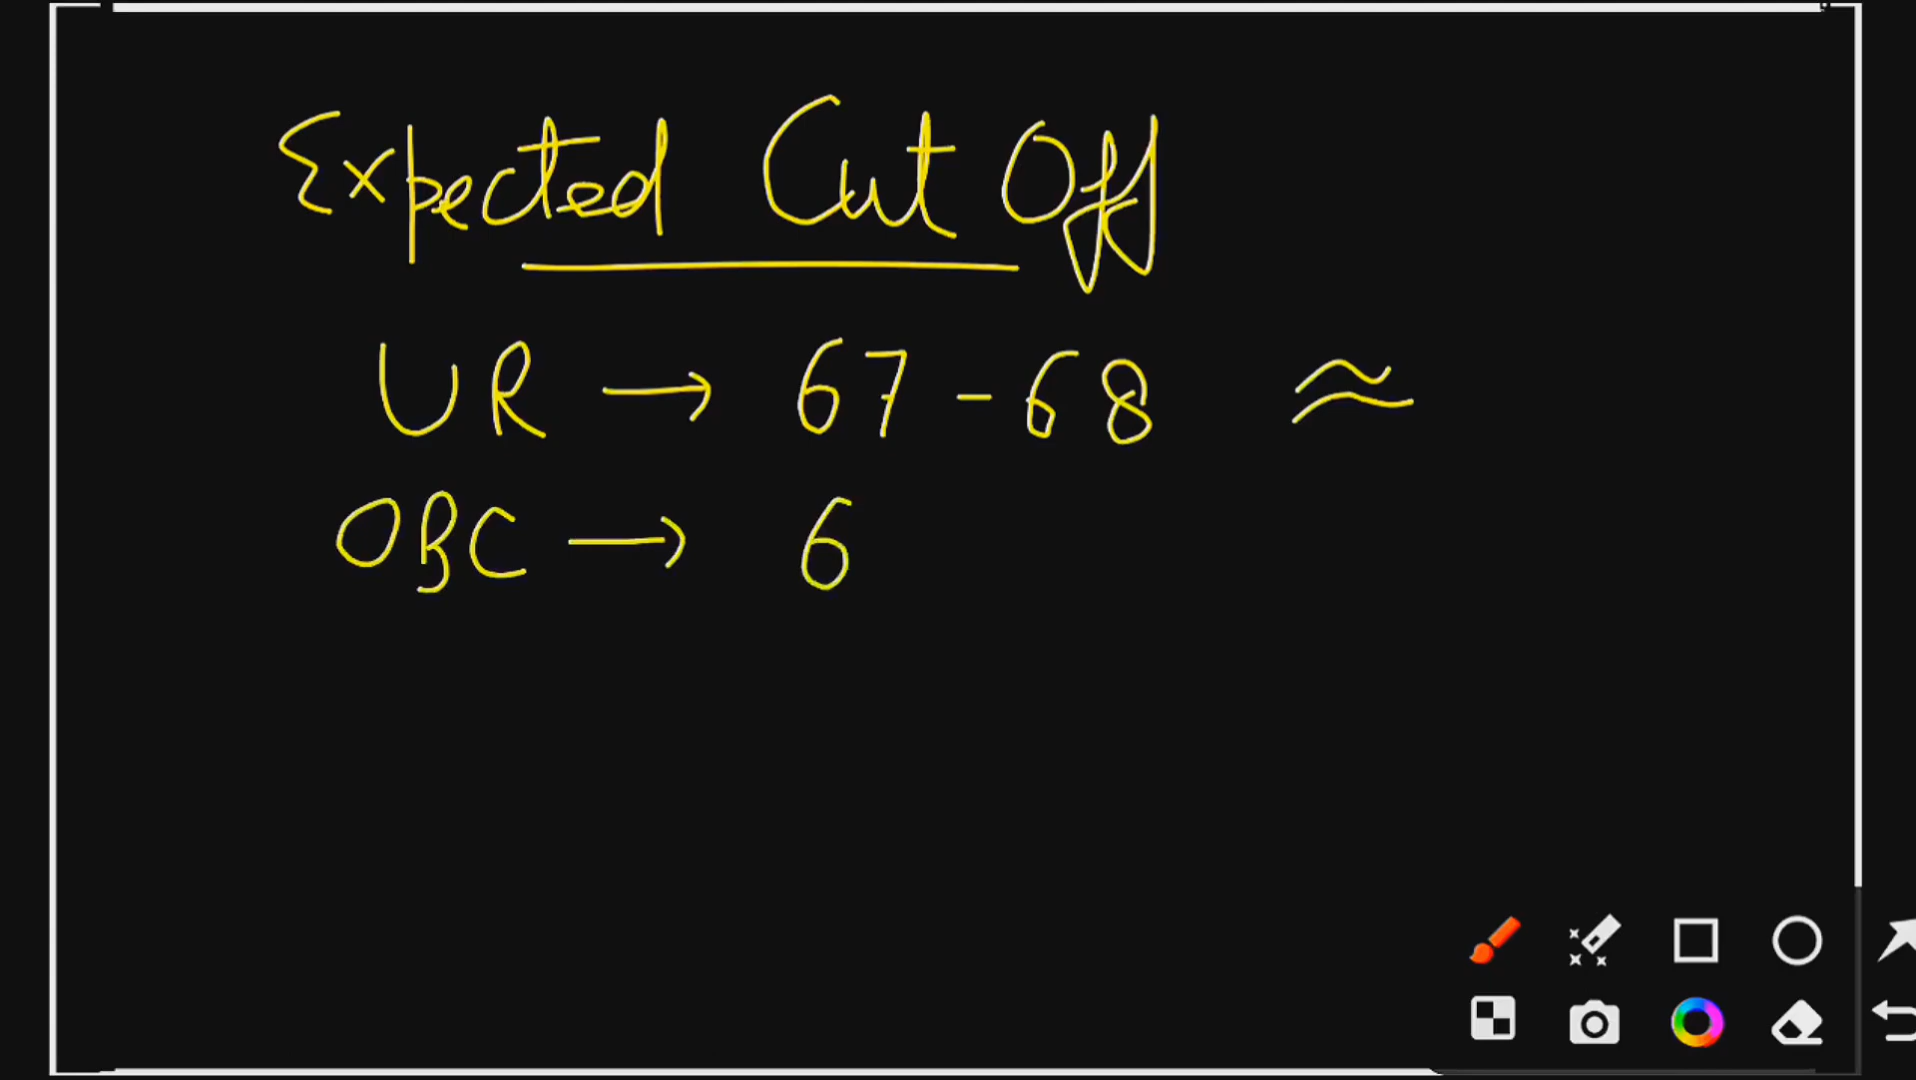 Expected Cut Off
UR → 67 - 68 ≈
OBC → 6